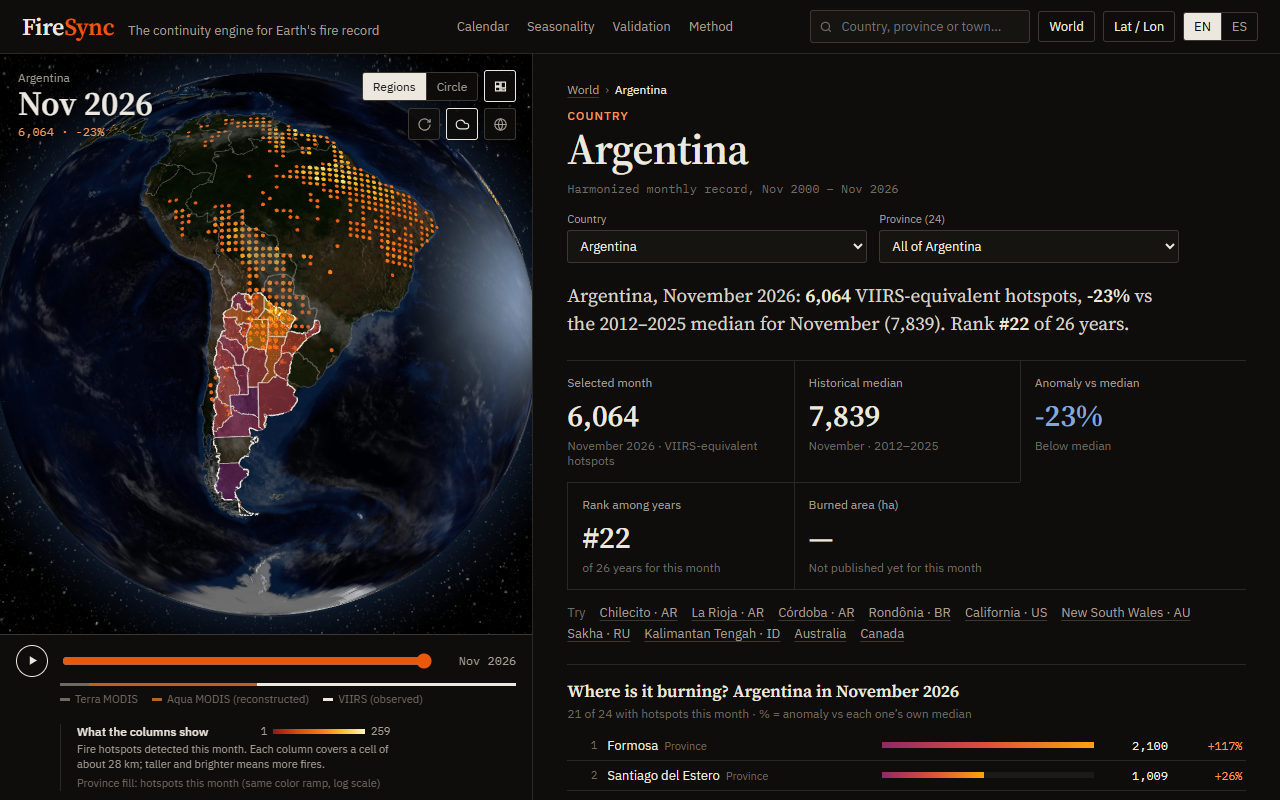 FireSync
The continuity engine for Earth's fire record
Calendar
Seasonality
Validation
Method
Country, province or town...
World
Lat / Lon
EN
ES
Argentina
Nov 2026
6,064 · -23%
Regions
Circle
World › Argentina
COUNTRY
Argentina
Harmonized monthly record, Nov 2000 – Nov 2026
Country
Province (24)
Argentina
All of Argentina
Argentina, November 2026: 6,064 VIIRS-equivalent hotspots, -23% vs
the 2012–2025 median for November (7,839). Rank #22 of 26 years.
Selected month
6,064
November 2026 · VIIRS-equivalent
hotspots
Historical median
7,839
November · 2012–2025
Anomaly vs median
-23%
Below median
Rank among years
#22
of 26 years for this month
Burned area (ha)
—
Not published yet for this month
Try Chilecito · AR La Rioja · AR Córdoba · AR Rondônia · BR California · US New South Wales · AU
Sakha · RU Kalimantan Tengah · ID Australia Canada
Nov 2026
Terra MODIS
Aqua MODIS (reconstructed)
VIIRS (observed)
What the columns show
1
259
Fire hotspots detected this month. Each column covers a cell of
about 28 km; taller and brighter means more fires.
Province fill: hotspots this month (same color ramp, log scale)
Where is it burning? Argentina in November 2026
21 of 24 with hotspots this month · % = anomaly vs each one's own median
1 Formosa Province 2,100 +117%
2 Santiago del Estero Province 1,009 +26%